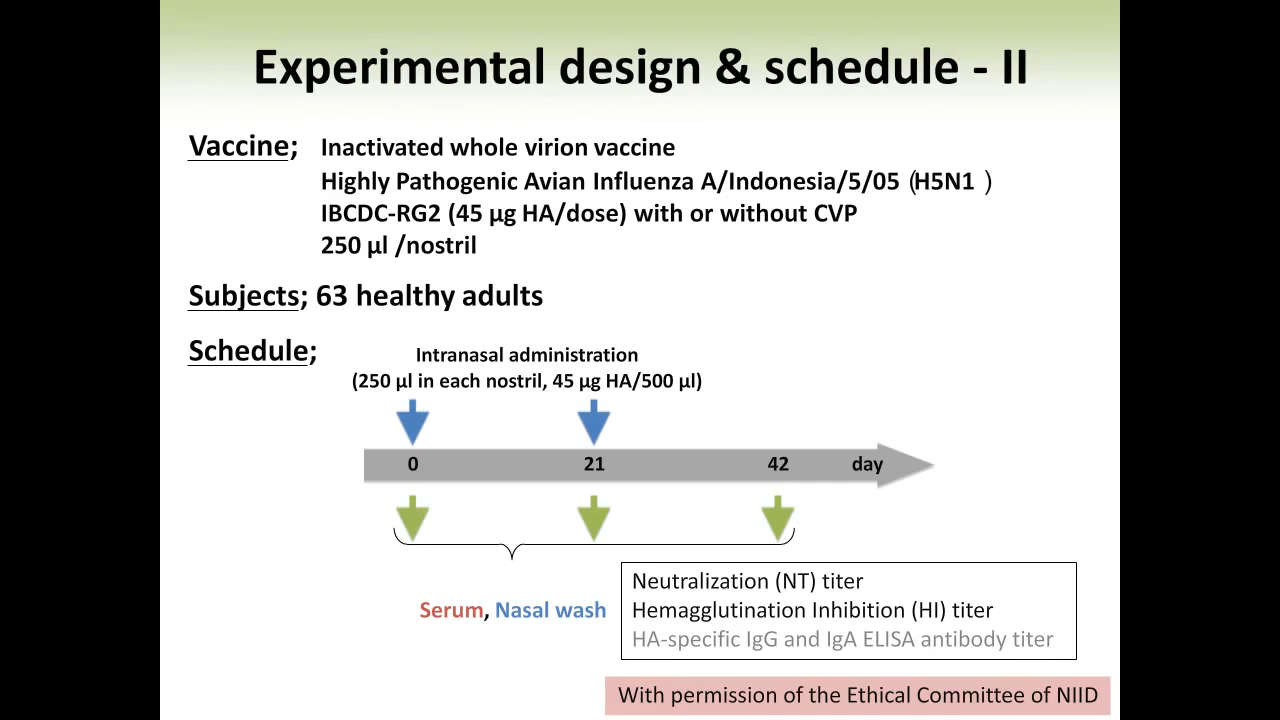 Experimental design & schedule - II
Vaccine; Inactivated whole virion vaccine
Highly Pathogenic Avian Influenza A/Indonesia/5/05 (H5N1 )
IBCDC-RG2 (45 μg HA/dose) with or without CVP
250 μl /nostril
Subjects; 63 healthy adults
Schedule;
Intranasal administration
(250 μl in each nostril, 45 μg HA/500 μl)
0 21 42 day
Serum, Nasal wash
Neutralization (NT) titer
Hemagglutination Inhibition (HI) titer
HA-specific IgG and IgA ELISA antibody titer
With permission of the Ethical Committee of NIID